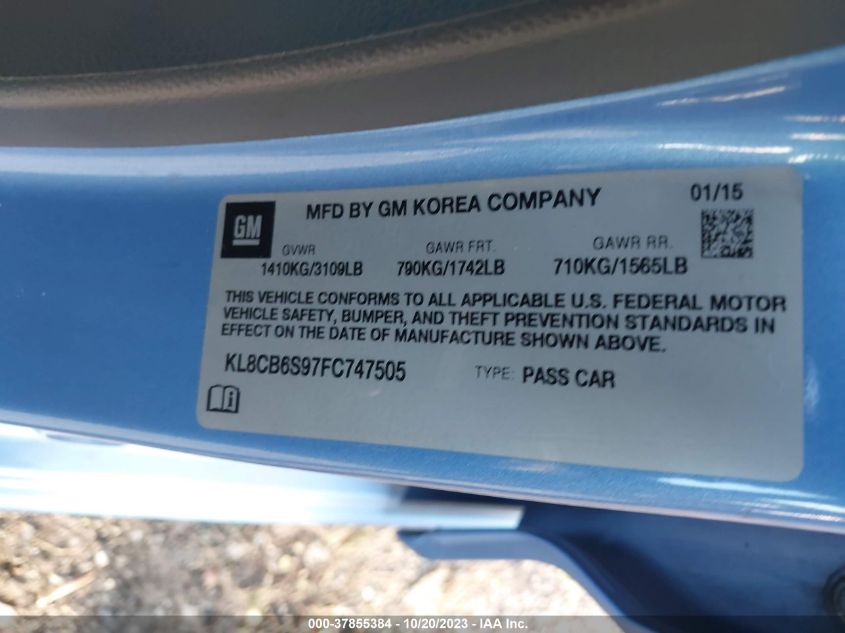 GM
MFD BY GM KOREA COMPANY
01/15
GVWR
GAWR FRT.
GAWR RR.
1410KG/3109LB
790KG/1742LB
710KG/1565LB
THIS VEHICLE CONFORMS TO ALL APPLICABLE U.S. FEDERAL MOTOR
VEHICLE SAFETY, BUMPER, AND THEFT PREVENTION STANDARDS IN
EFFECT ON THE DATE OF MANUFACTURE SHOWN ABOVE.
KL8CB6S97FC747505
TYPE: PASS CAR
000-37855384 - 10/20/2023 - IAA Inc.